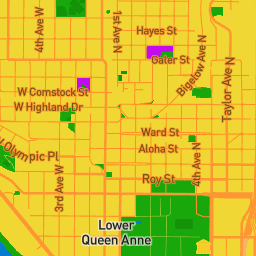 Hayes St
4th Ave W
1st Ave N
Galer St
Bigelow Ave N
Taylor Ave N
W Comstock St
W Highland Dr
Ward St
Aloha St
Olympic Pl
3rd Ave W
Roy St
4th Ave N
Lower
Queen Anne